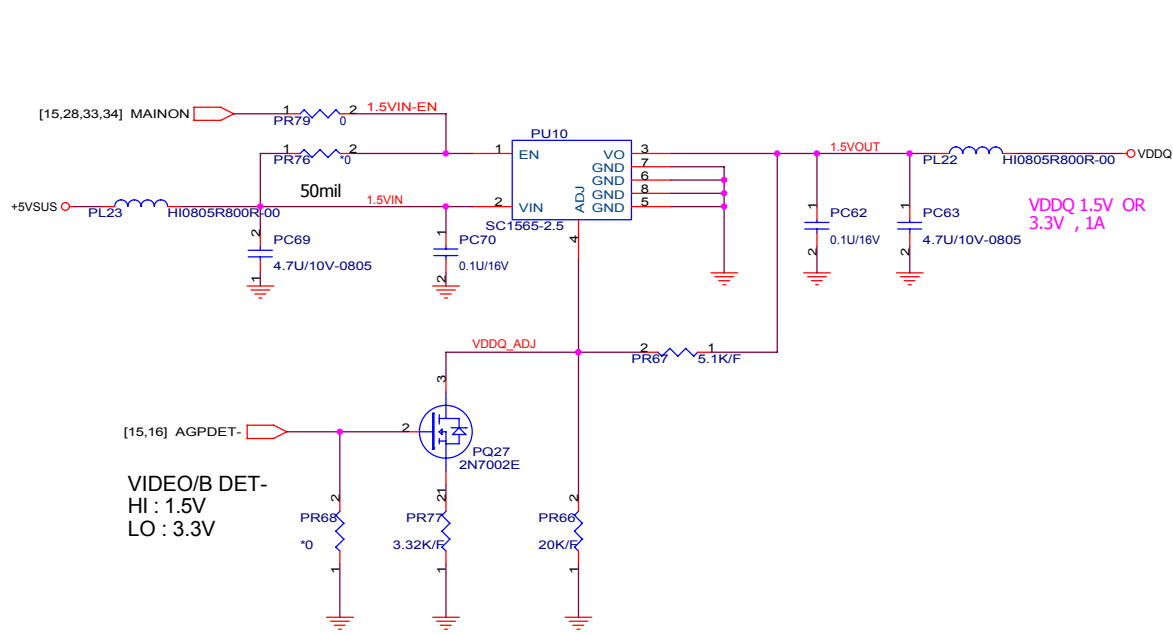 [15,28,33,34] MAINON
1
2
1.5VIN-EN
PR79
0
PU10
1
2
PR76
*0
1
EN
VO
3
1.5VOUT
PL22
HI0805R800R-00
VDDQ
GND
7
GND
6
GND
8
GND
5
ADJ
50mil
+5VSUS
PL23
HI0805R800R-00
1.5VIN
2
VIN
SC1565-2.5
4
VDDQ 1.5V OR
3.3V , 1A
2
PC69
4.7U/10V-0805
1
1
PC70
0.1U/16V
2
1
PC62
0.1U/16V
2
1
PC63
4.7U/10V-0805
2
VDDQ_ADJ
2
1
PR67
5.1K/F
3
[15,16] AGPDET-
2
PQ27
2N7002E
1
VIDEO/B DET-
HI : 1.5V
LO : 3.3V
2
PR68
*0
1
2
PR77
3.32K/F
1
2
PR66
20K/F
1